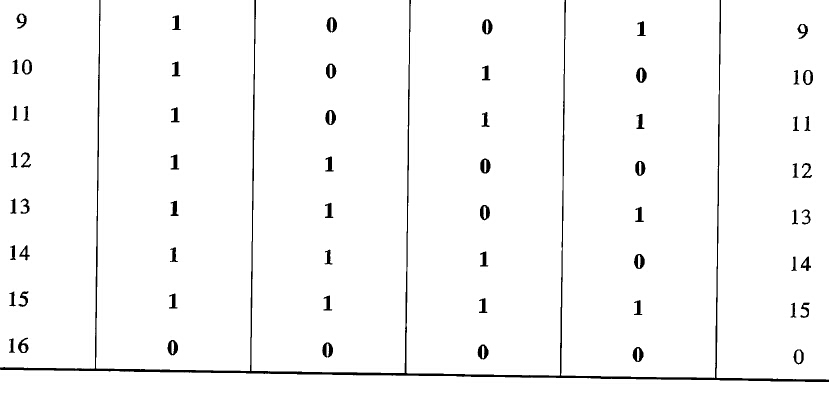 9 1 0 0 1 9
10 1 0 1 0 10
11 1 0 1 1 11
12 1 1 0 0 12
13 1 1 0 1 13
14 1 1 1 0 14
15 1 1 1 1 15
16 0 0 0 0 0